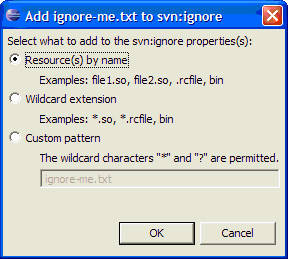 Add ignore-me.txt to svn:ignore
Select what to add to the svn:ignore properties(s):
Resource(s) by name
Examples: file1.so, file2.so, .rcfile, bin
Wildcard extension
Examples: *.so, *.rcfile, bin
Custom pattern
The wildcard characters "*" and "?" are permitted.
ignore-me.txt
OK Cancel